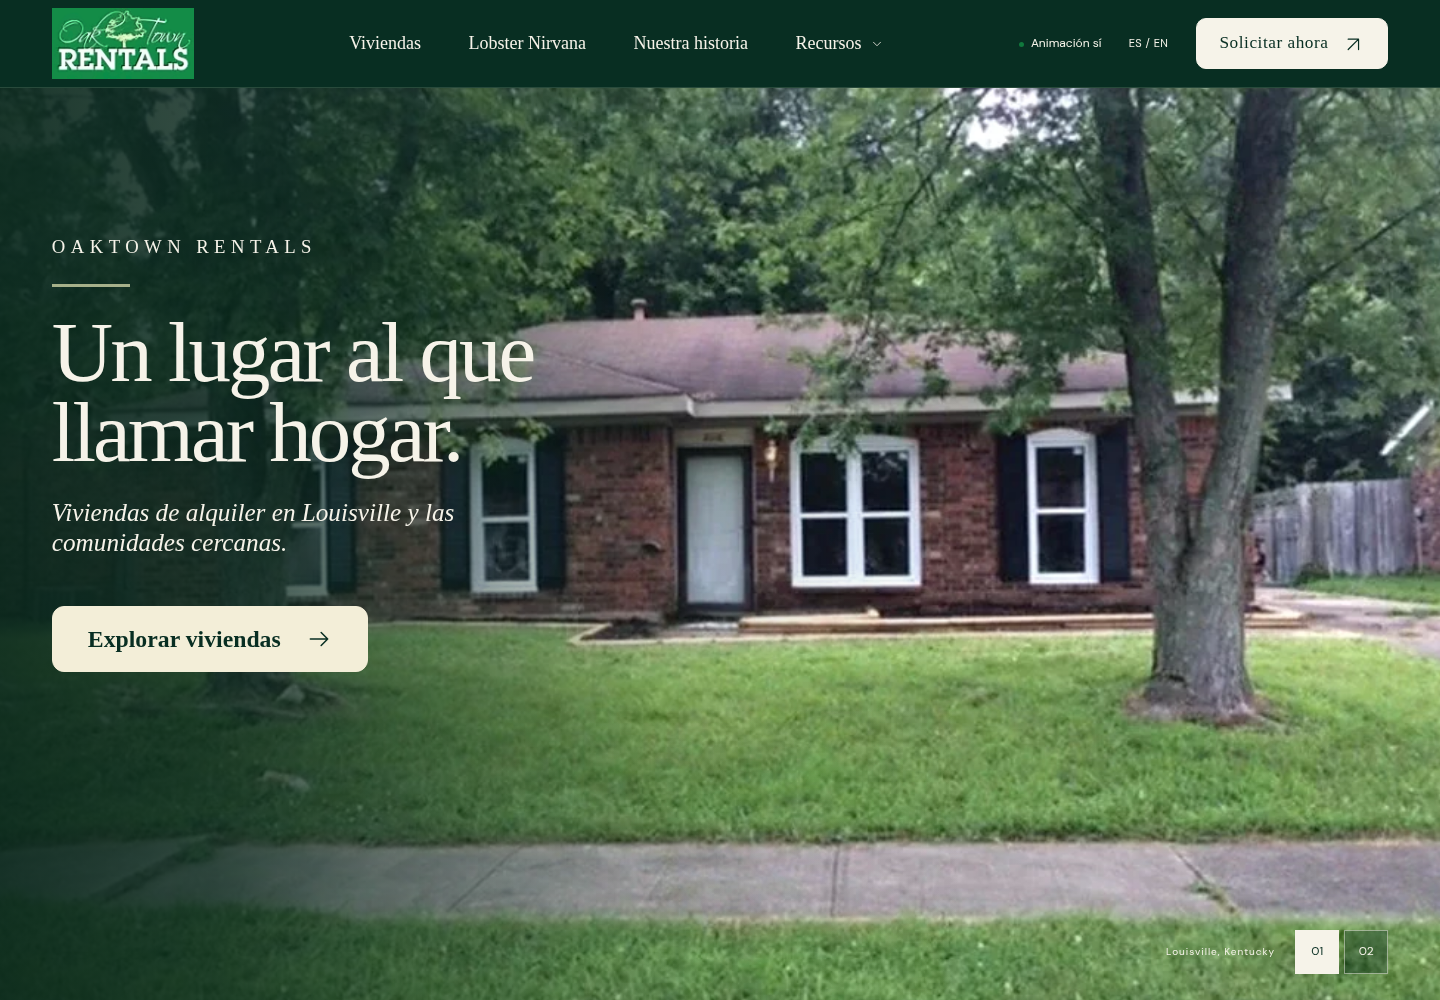 Oak Town
RENTALS
Viviendas
Lobster Nirvana
Nuestra historia
Recursos
Animación sí
ES / EN
Solicitar ahora
OAKTOWN RENTALS
Un lugar al que
llamar hogar.
Viviendas de alquiler en Louisville y las
comunidades cercanas.
Explorar viviendas
Louisville, Kentucky
01
02